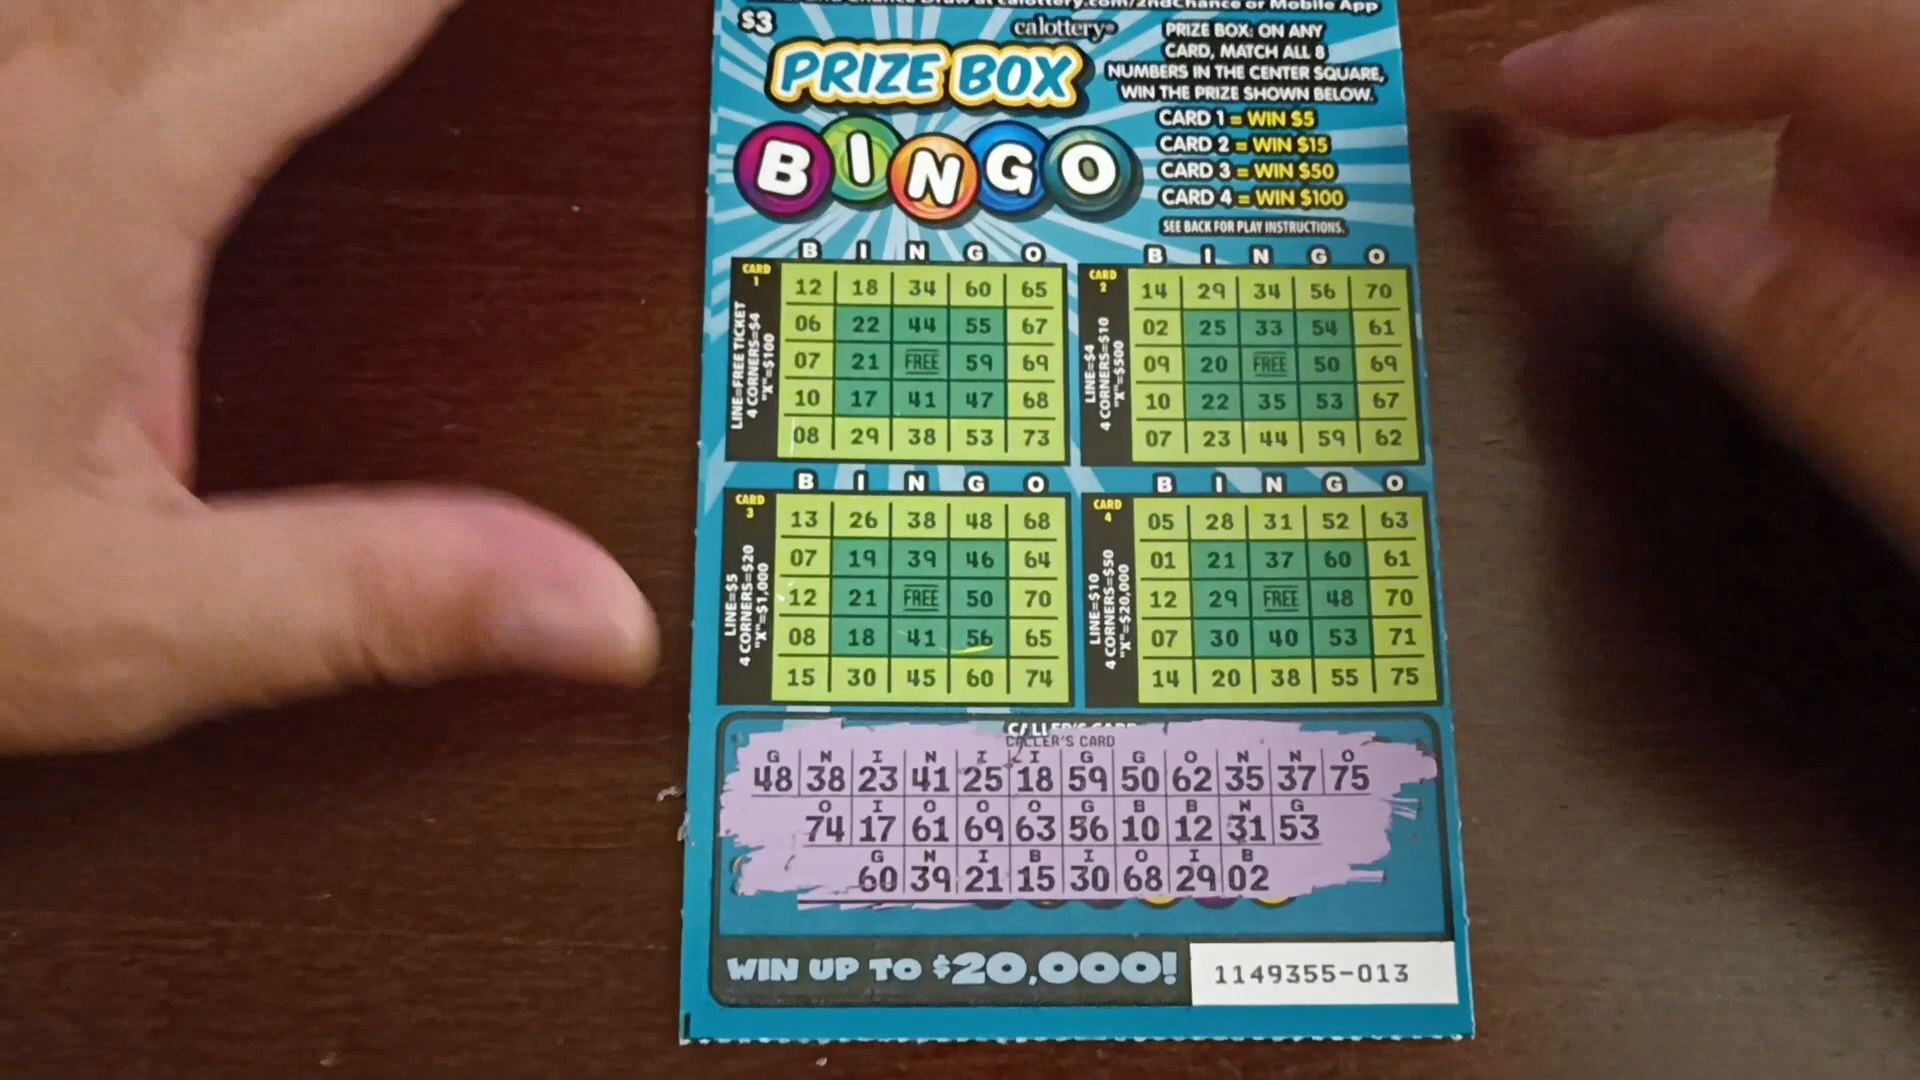 calottery.com/2ndChance or Mobile App
$3
calottery
PRIZE BOX
BINGO
PRIZE BOX: ON ANY
CARD, MATCH ALL 8
NUMBERS IN THE CENTER SQUARE,
WIN THE PRIZE SHOWN BELOW.
CARD 1 = WIN $5
CARD 2 = WIN $15
CARD 3 = WIN $50
CARD 4 = WIN $100
SEE BACK FOR PLAY INSTRUCTIONS.
B I N G O
CARD 1
LINE=FREE TICKET
4 CORNERS=$4
"X"=$100
12 18 34 60 65
06 22 44 55 67
07 21 FREE 59 69
10 17 41 47 68
08 29 38 53 73
B I N G O
CARD 2
LINE=$4
4 CORNERS=$10
"X"=$500
14 29 34 56 70
02 25 33 54 61
09 20 FREE 50 69
10 22 35 53 67
07 23 44 59 62
B I N G O
CARD 3
LINE=$5
4 CORNERS=$20
"X"=$1,000
13 26 38 48 68
07 19 39 46 64
12 21 FREE 50 70
08 18 41 56 65
15 30 45 60 74
B I N G O
CARD 4
LINE=$10
4 CORNERS=$50
"X"=$20,000
05 28 31 52 63
01 21 37 60 61
12 29 FREE 48 70
07 30 40 53 71
14 20 38 55 75
CALLER'S CARD
CALLER'S CARD
G N I N I I G G O N N O
48 38 23 41 25 18 59 50 62 35 37 75
O I O O O G B B N G
74 17 61 69 63 56 10 12 31 53
G N I B I O I B
60 39 21 15 30 68 29 02
WIN UP TO $20,000!
1149355-013